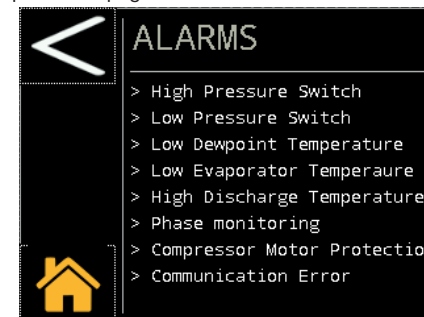 ALARMS
> High Pressure Switch
> Low Pressure Switch
> Low Dewpoint Temperature
> Low Evaporator Temperaure
> High Discharge Temperature
> Phase monitoring
> Compressor Motor Protectio
> Communication Error